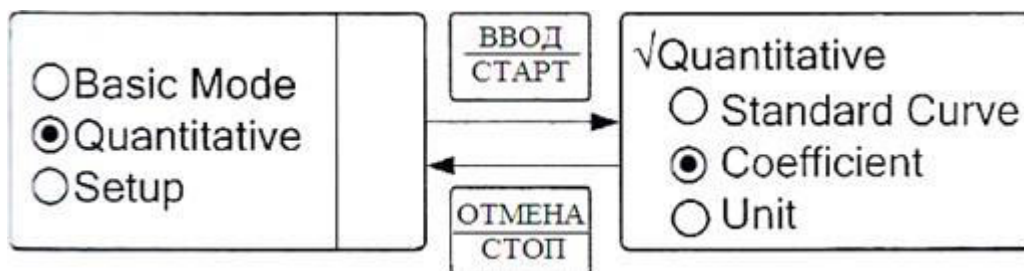 Basic Mode
Quantitative
Setup
ВВОД
СТАРТ
ОТМЕНА
СТОП
√Quantitative
Standard Curve
Coefficient
Unit